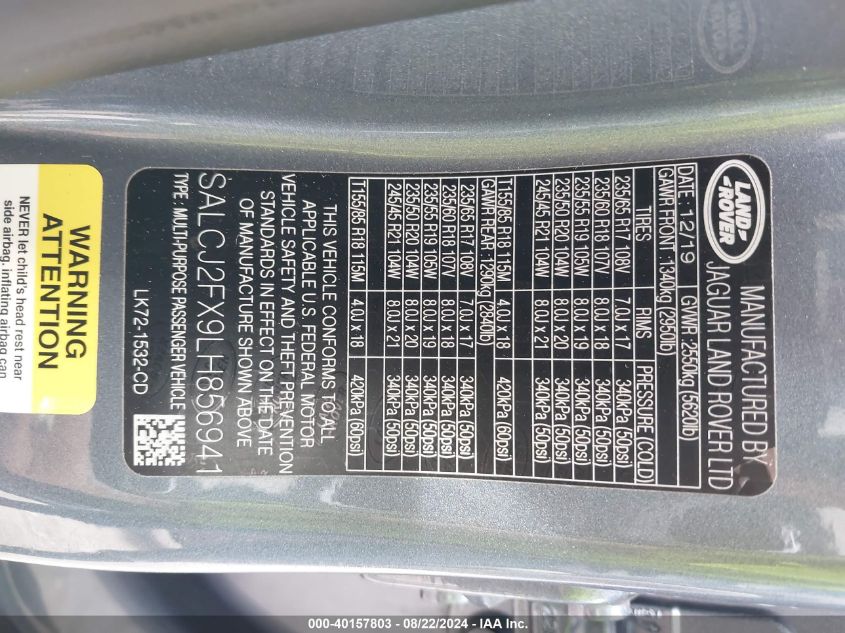 LAND-
-ROVER
MANUFACTURED BY
JAGUAR LAND ROVER LTD
DATE: 12/19 GVWR: 2550kg (5620lb)
GAWR FRONT: 1340kg (2950lb)
TIRES RIMS PRESSURE (COLD)
235/65 R17 108V 7.0J x 17 340kPa (50psi)
235/60 R18 107V 8.0J x 18 340kPa (50psi)
235/55 R19 105W 8.0J x 19 340kPa (50psi)
235/50 R20 104W 8.0J x 20 340kPa (50psi)
245/45 R21 104W 8.0J x 21 340kPa (50psi)
T155/85 R18 115M 4.0J x 18 420kPa (60psi)
GAWR REAR: 1290kg (2840lb)
235/65 R17 108V 7.0J x 17 340kPa (50psi)
235/60 R18 107V 8.0J x 18 340kPa (50psi)
235/55 R19 105W 8.0J x 19 340kPa (50psi)
235/50 R20 104W 8.0J x 20 340kPa (50psi)
245/45 R21 104W 8.0J x 21 340kPa (50psi)
T155/85 R18 115M 4.0J x 18 420kPa (60psi)
THIS VEHICLE CONFORMS TO ALL
APPLICABLE U.S. FEDERAL MOTOR
VEHICLE SAFETY AND THEFT PREVENTION
STANDARDS IN EFFECT ON THE DATE
OF MANUFACTURE SHOWN ABOVE
SALCJ2FX9LH856941
TYPE: MULTI-PURPOSE PASSENGER VEHICLE
LK72-1532-CD
WARNING
ATTENTION
NEVER let child's head rest near
side airbag, inflating airbag can
000-40157803 - 08/22/2024 - IAA Inc.